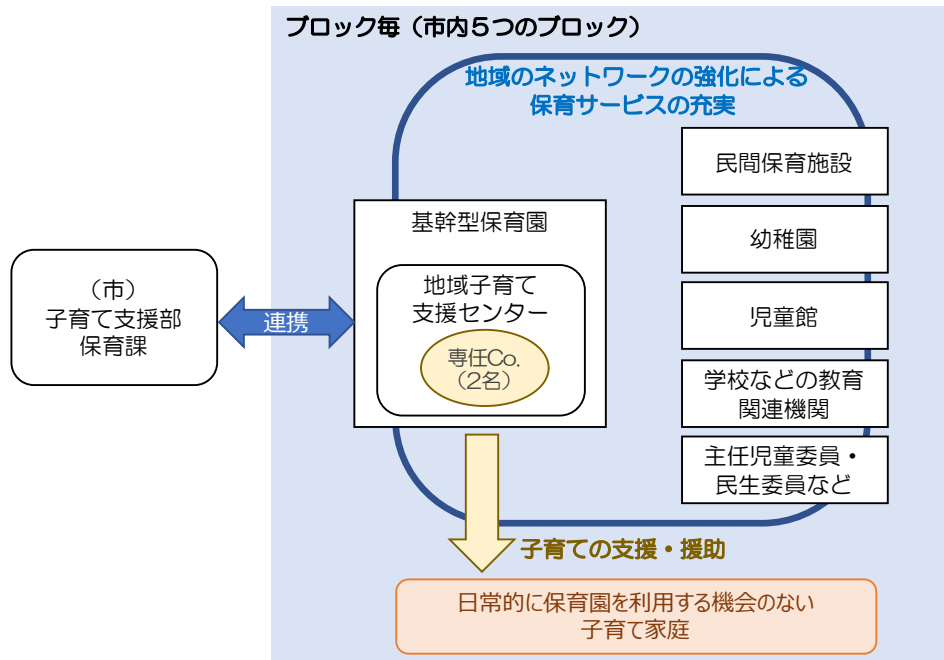 ブロック毎（市内５つのブロック）
地域のネットワークの強化による
保育サービスの充実
民間保育施設
基幹型保育園
幼稚園
（市）
子育て支援部
保育課
連携
地域子育て
支援センター
専任Co.
（2名）
児童館
学校などの教育
関連機関
主任児童委員・
民生委員など
子育ての支援・援助
日常的に保育園を利用する機会のない
子育て家庭